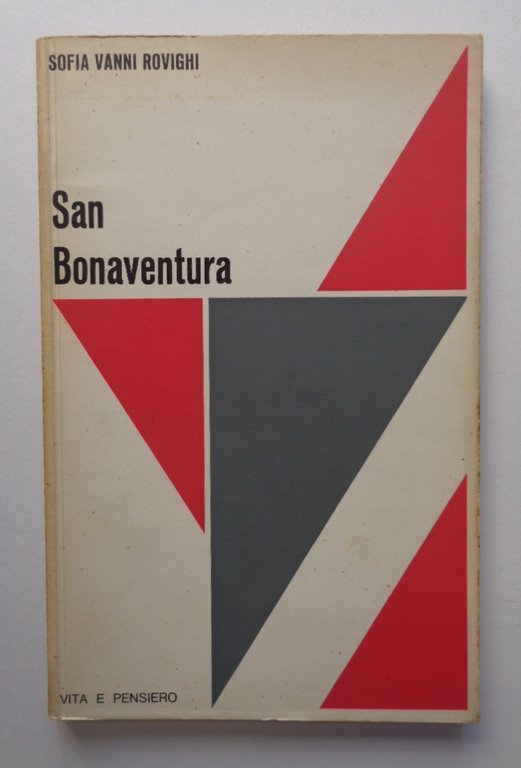 SOFIA VANNI ROVIGHI
San
Bonaventura
VITA E PENSIERO